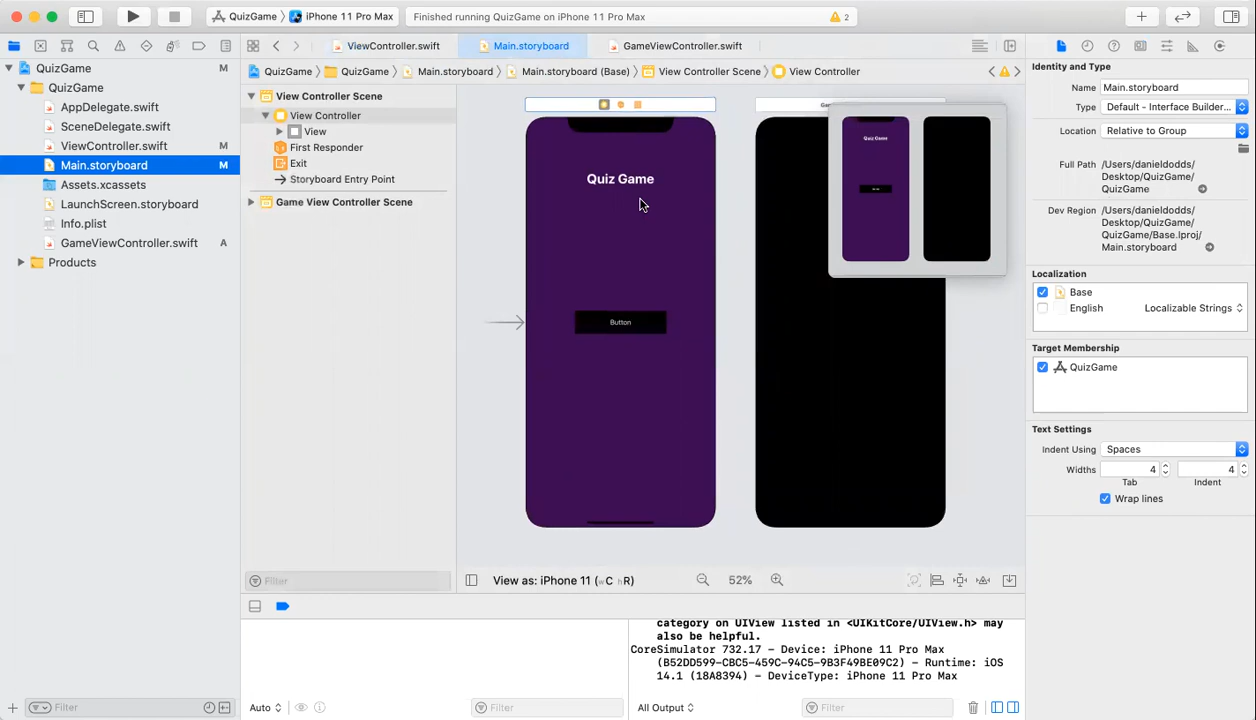 QuizGame
iPhone 11 Pro Max
Finished running QuizGame on iPhone 11 Pro Max
2
ViewController.swift
Main.storyboard
GameViewController.swift
QuizGame
QuizGame
Main.storyboard
Main.storyboard (Base)
View Controller Scene
View Controller
QuizGame M
QuizGame
AppDelegate.swift
SceneDelegate.swift
ViewController.swift M
Main.storyboard M
Assets.xcassets
LaunchScreen.storyboard
Info.plist
GameViewController.swift A
Products
Filter
View Controller Scene
View Controller
View
First Responder
Exit
Storyboard Entry Point
Game View Controller Scene
Filter
Quiz Game
Button
Quiz Game
View as: iPhone 11 (wC hR)
52%
Identity and Type
Name Main.storyboard
Type Default - Interface Builder...
Location Relative to Group
Full Path /Users/danieldodds/
Desktop/QuizGame/
QuizGame
Dev Region /Users/danieldodds/
Desktop/QuizGame/
QuizGame/Base.lproj/
Main.storyboard
Localization
Base
English Localizable Strings
Target Membership
QuizGame
Text Settings
Indent Using Spaces
Widths 4 4
Tab Indent
Wrap lines
category on UIView listed in <UIKitCore/UIView.h> may
also be helpful.
CoreSimulator 732.17 - Device: iPhone 11 Pro Max
(B52DD599-CBC5-459C-94C5-9B3F49BE09C2) - Runtime: iOS
14.1 (18A8394) - DeviceType: iPhone 11 Pro Max
Auto
Filter
All Output
Filter